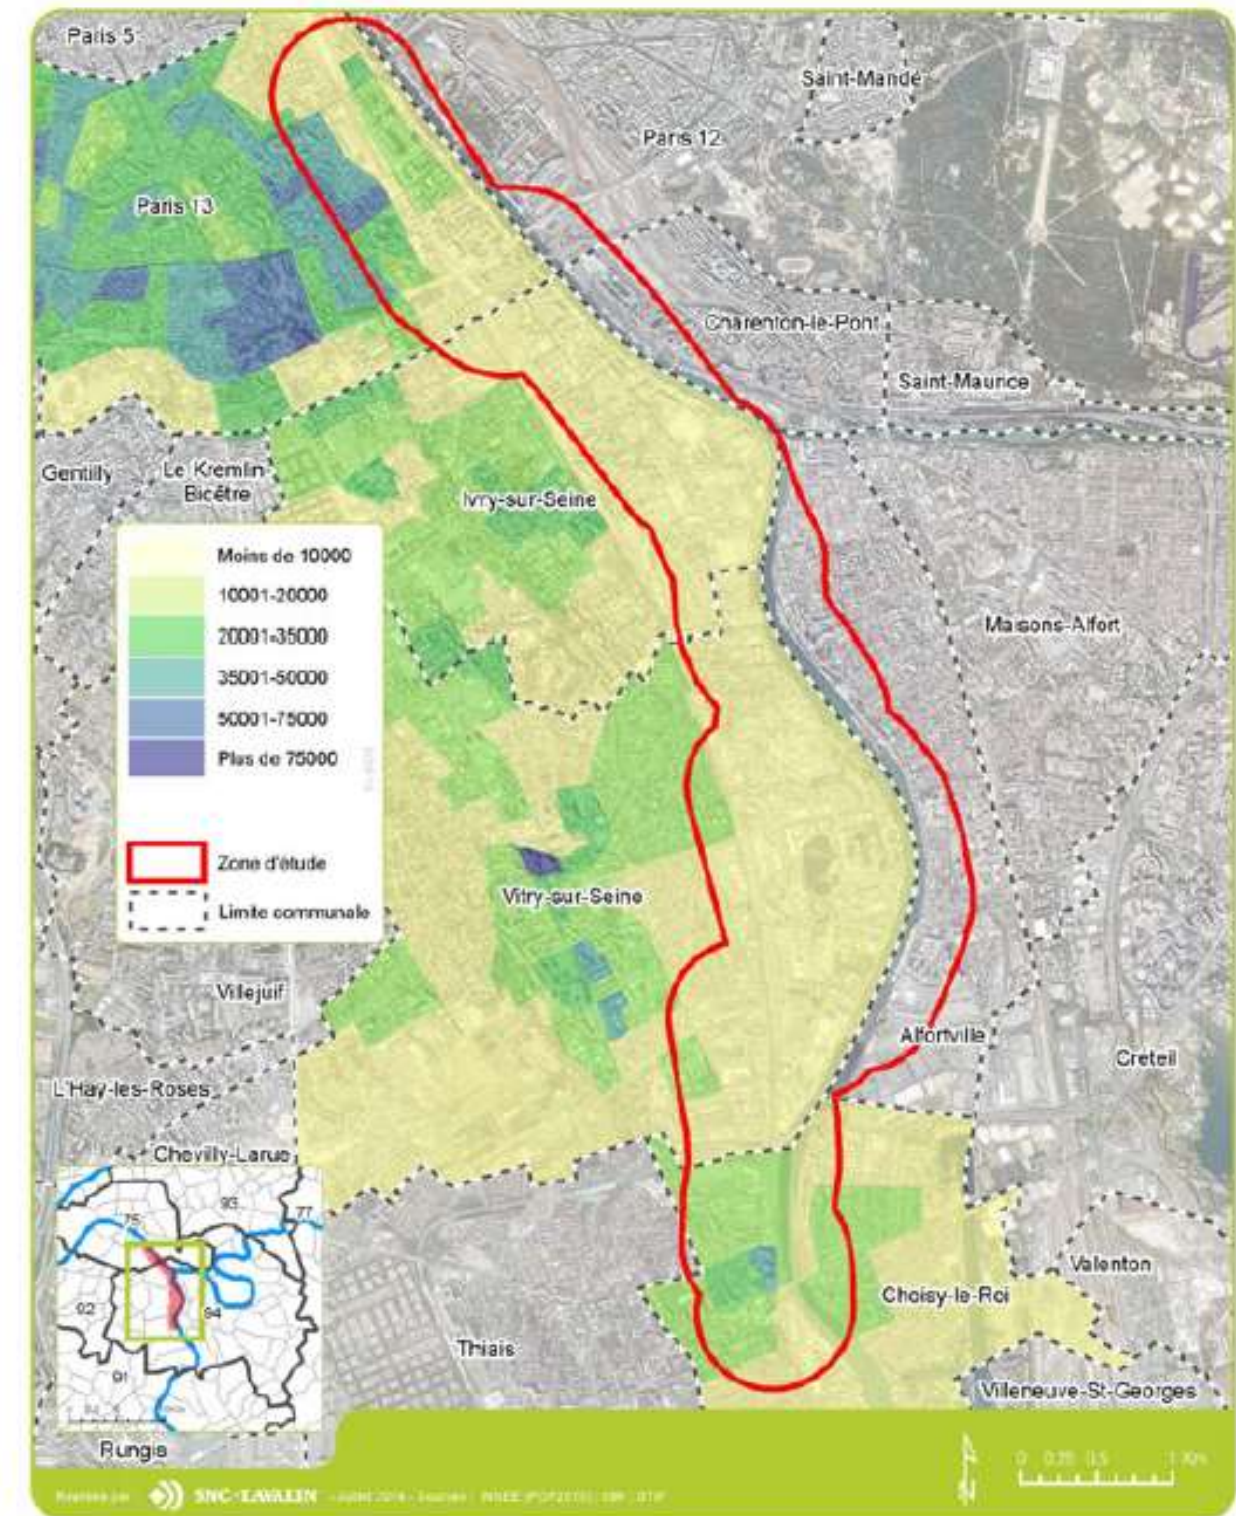 Paris 5
Saint-Mandé
Paris 12
Paris 13
Charenton-le-Pont
Saint-Maurice
Gentilly
Le Kremlin-
Bicêtre
Ivry-sur-Seine
Moins de 10000
10001-20000
20001-35000
35001-50000
50001-75000
Plus de 75000
Zone d'étude
Limite communale
Maisons-Alfort
Vitry-sur-Seine
Villejuif
Alfortville
Créteil
L'Haÿ-les-Roses
Chevilly-Larue
75
93
77
92
94
91
Valenton
Choisy-le-Roi
Thiais
Villeneuve-St-Georges
Rungis
SNC • LAVALIN